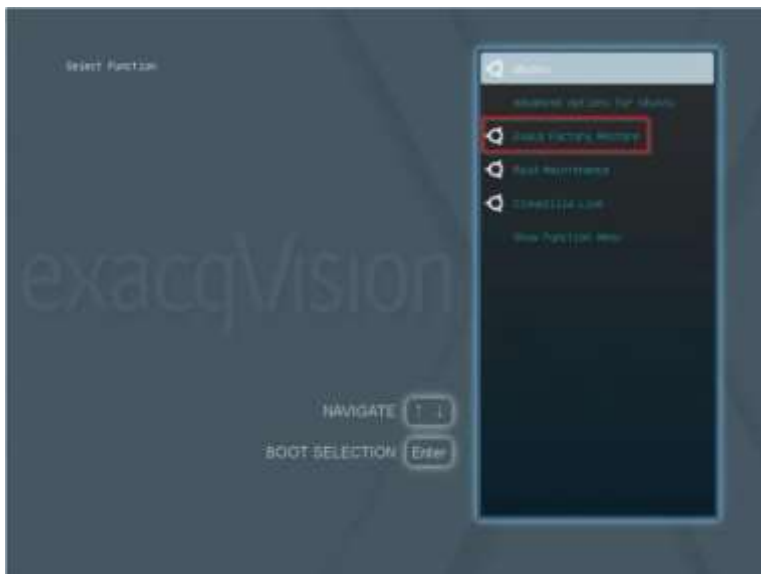 Select Function
Ubuntu
Advanced options for Ubuntu
Exacq Factory Restore
Boot Maintenance
Clonezilla Live
Show Function Menu
exacqVision
NAVIGATE ↑ ↓
BOOT SELECTION Enter